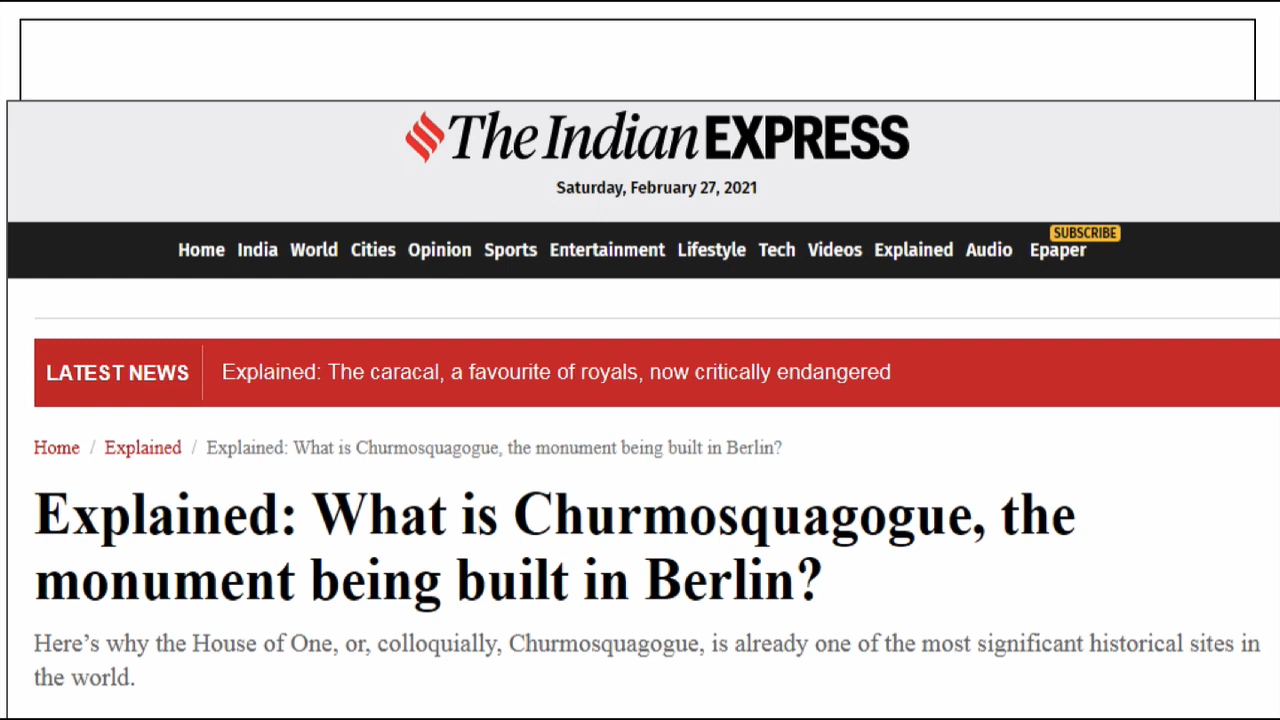 The Indian EXPRESS
Saturday, February 27, 2021
SUBSCRIBE
Home India World Cities Opinion Sports Entertainment Lifestyle Tech Videos Explained Audio Epaper
LATEST NEWS Explained: The caracal, a favourite of royals, now critically endangered
Home / Explained / Explained: What is Churmosquagogue, the monument being built in Berlin?
Explained: What is Churmosquagogue, the
monument being built in Berlin?
Here’s why the House of One, or, colloquially, Churmosquagogue, is already one of the most significant historical sites in
the world.